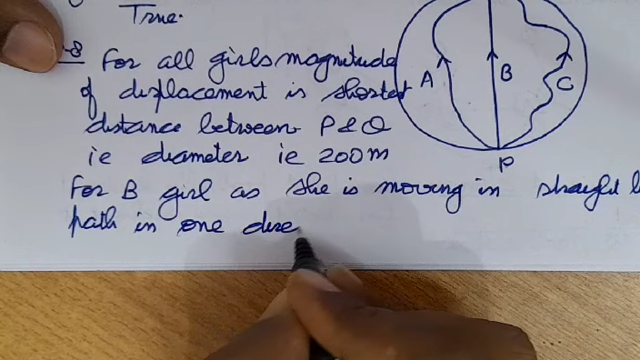 True.
-8 For all girls magnitude
of displacement is shortest
distance between P & Q
ie diameter ie 200m
For B girl as she is moving in straight
path in one dire
A
B
C
P